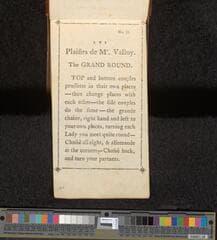 No. 71
Plaisirs de Mr. Valloy.
The GRAND ROUND.
TOP and bottom couples
prousette in their own places
—then change places with
each other—the side couples
do the same—the grande
chaine, right hand and left to
your own places, turning each
Lady you meet quite round—
Chassé all eight, & allemande
at the corners—Chassé back,
and turn your partners.